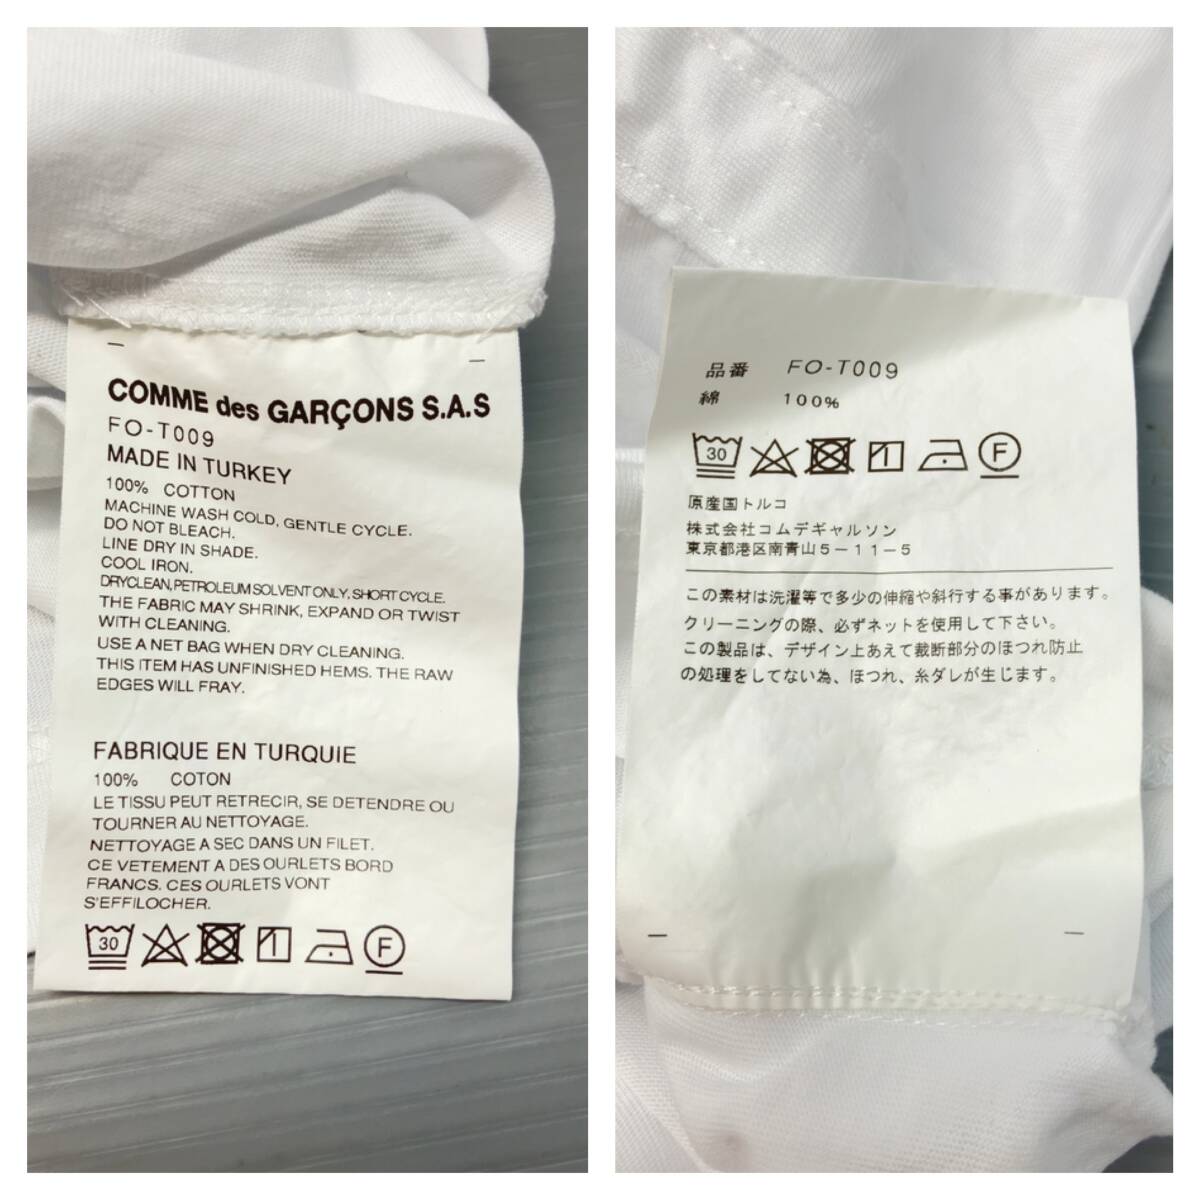 COMME des GARÇONS S.A.S
FO-T009
MADE IN TURKEY
100% COTTON
MACHINE WASH COLD, GENTLE CYCLE.
DO NOT BLEACH.
LINE DRY IN SHADE.
COOL IRON.
DRYCLEAN, PETROLEUM SOLVENT ONLY. SHORT CYCLE.
THE FABRIC MAY SHRINK, EXPAND OR TWIST
WITH CLEANING.
USE A NET BAG WHEN DRY CLEANING.
THIS ITEM HAS UNFINISHED HEMS. THE RAW
EDGES WILL FRAY.
FABRIQUE EN TURQUIE
100% COTON
LE TISSU PEUT RETRECIR, SE DETENDRE OU
TOURNER AU NETTOYAGE.
NETTOYAGE A SEC DANS UN FILET.
CE VETEMENT A DES OURLETS BORD
FRANCS. CES OURLETS VONT
S'EFFILOCHER.
30 F
品番 FO-T009
綿 100%
30 F
原産国トルコ
株式会社コムデギャルソン
東京都港区南青山5-11-5
この素材は洗濯等で多少の伸縮や斜行する事があります。
クリーニングの際、必ずネットを使用して下さい。
この製品は、デザイン上あえて裁断部分のほつれ防止
の処理をしてない為、ほつれ、糸ダレが生じます。